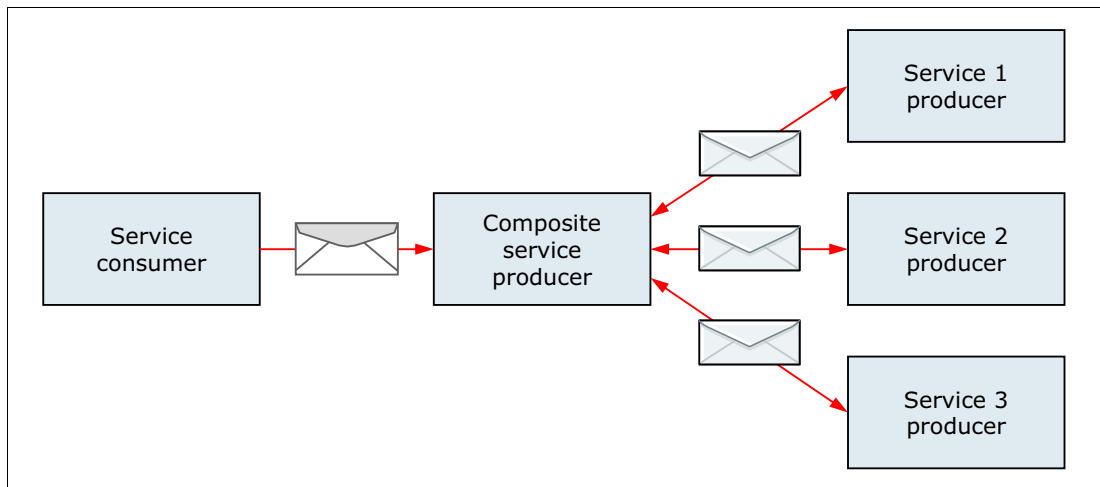 Service
consumer
Composite
service
producer
Service 1
producer
Service 2
producer
Service 3
producer